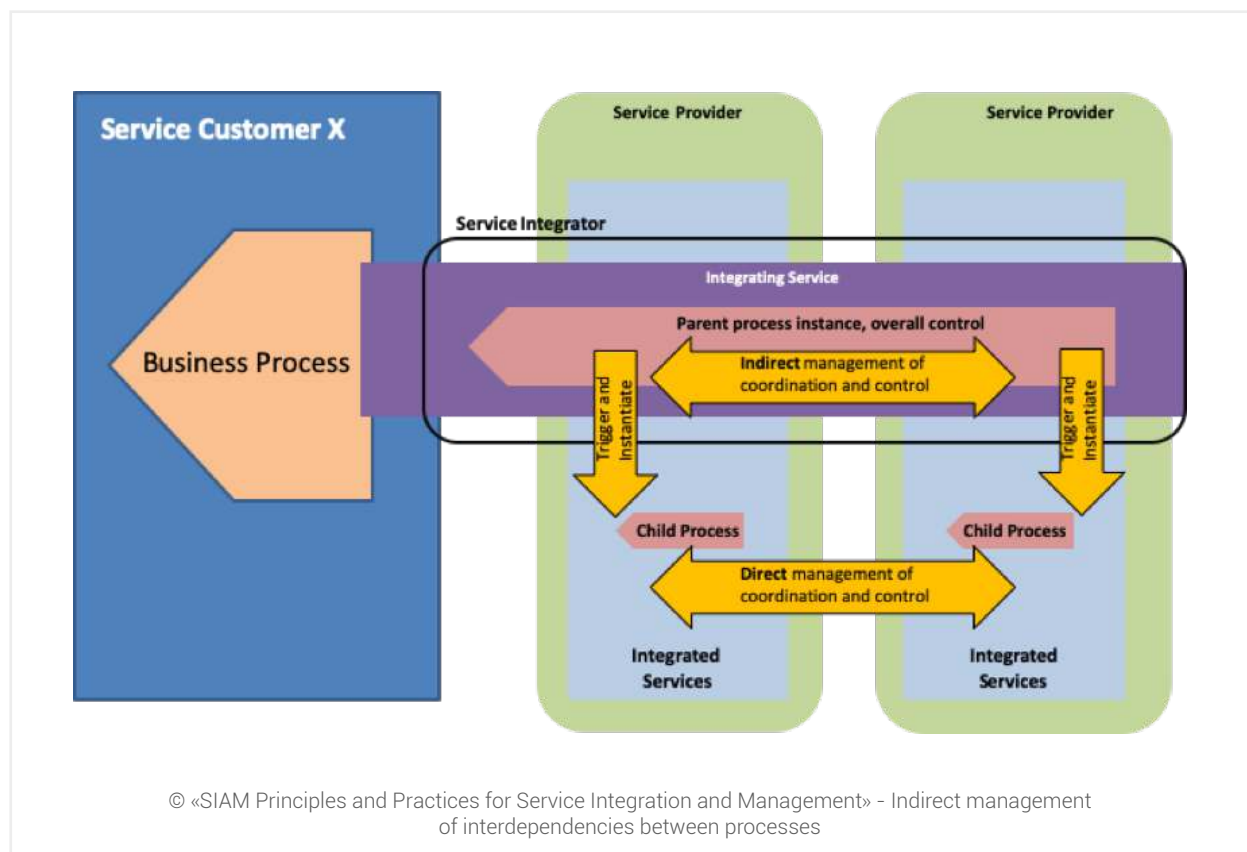 Service Customer X
Service Provider
Service Provider
Service Integrator
Integrating Service
Parent process instance, overall control
Business Process
Indirect management of
coordination and control
Trigger and
Instantiate
Trigger and
Instantiate
Child Process
Child Process
Direct management of
coordination and control
Integrated
Services
Integrated
Services
© «SIAM Principles and Practices for Service Integration and Management» - Indirect management
of interdependencies between processes